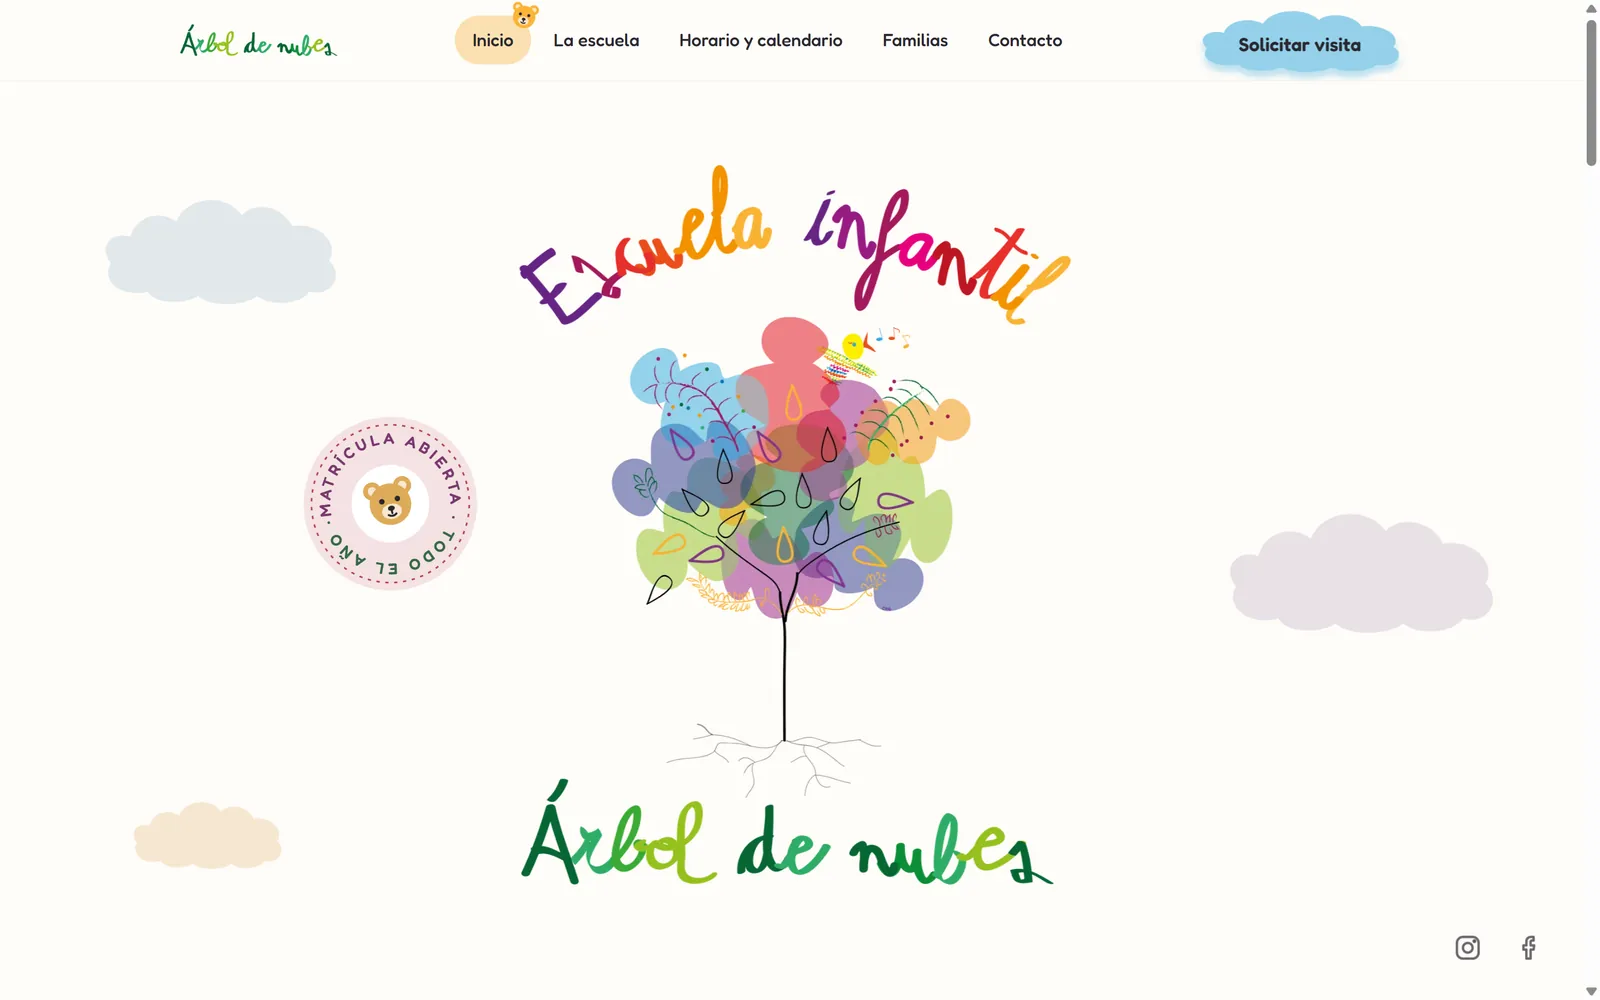 Árbol de nubes
Inicio
La escuela
Horario y calendario
Familias
Contacto
Solicitar visita
Escuela infantil
MATRÍCULA ABIERTA · TODO EL AÑO ·
Árbol de nubes